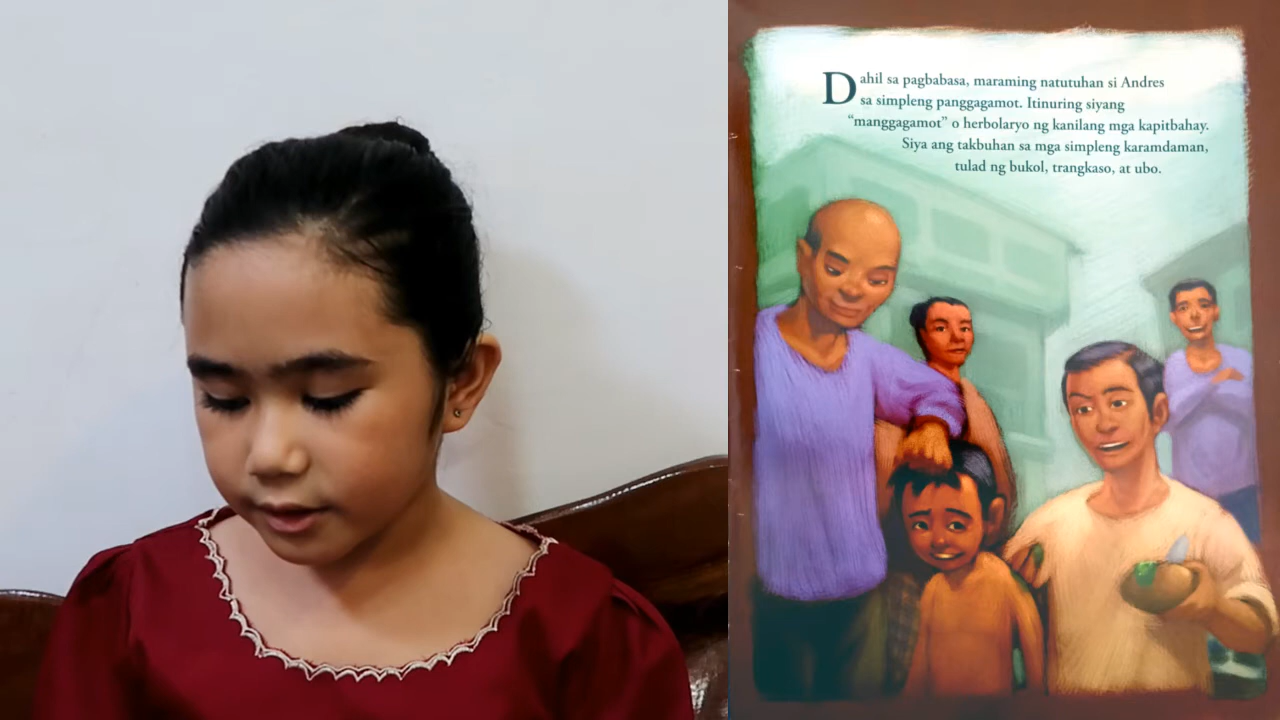 Dahil sa pagbabasa, maraming natutuhan si Andres
sa simpleng panggagamot. Itinuring siyang
“manggagamot” o herbolaryo ng kanilang mga kapitbahay.
Siya ang takbuhan sa mga simpleng karamdaman,
tulad ng bukol, trangkaso, at ubo.